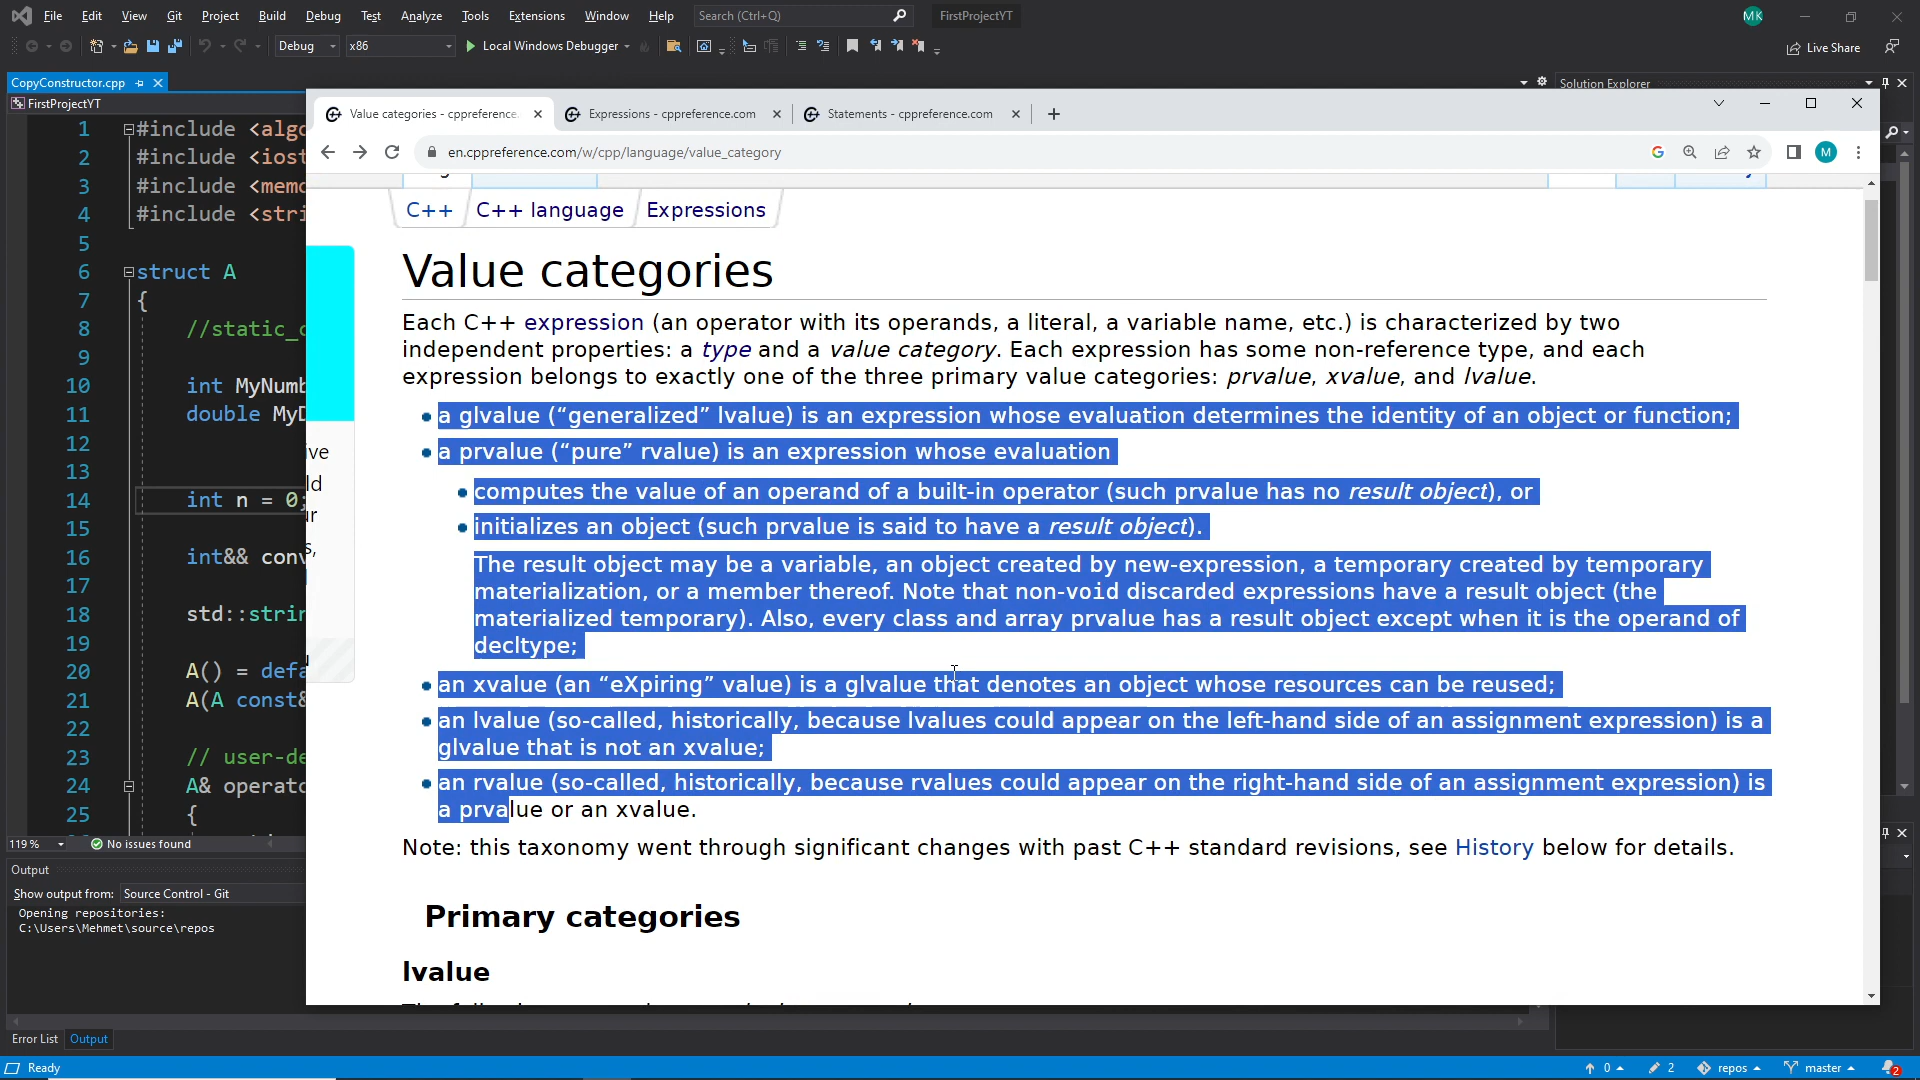 File Edit View Git Project Build Debug Test Analyze Tools Extensions Window Help Search (Ctrl+Q) FirstProjectYT MK
Debug x86 Local Windows Debugger Live Share
CopyConstructor.cpp Solution Explorer
FirstProjectYT
Value categories - cppreference. Expressions - cppreference.com Statements - cppreference.com
en.cppreference.com/w/cpp/language/value_category M
1 #include <algo
2 #include <iost
3 #include <memo
4 #include <stri
5
6 struct A
7 {
8 //static_c
9
10 int MyNumb
11 double MyD
12
13
14 int n = 0;
15
16 int&& conv
17
18 std::strin
19
20 A() = defa
21 A(A const&
22
23 // user-de
24 A& operato
25 {
119 % No issues found
Output
Show output from: Source Control - Git
Opening repositories:
C:\Users\Mehmet\source\repos
Error List Output
Ready 0 2 repos master 2
C++ C++ language Expressions
Value categories
Each C++ expression (an operator with its operands, a literal, a variable name, etc.) is characterized by two
independent properties: a type and a value category. Each expression has some non-reference type, and each
expression belongs to exactly one of the three primary value categories: prvalue, xvalue, and lvalue.
a glvalue (“generalized” lvalue) is an expression whose evaluation determines the identity of an object or function;
a prvalue (“pure” rvalue) is an expression whose evaluation
computes the value of an operand of a built-in operator (such prvalue has no result object), or
initializes an object (such prvalue is said to have a result object).
The result object may be a variable, an object created by new-expression, a temporary created by temporary
materialization, or a member thereof. Note that non-void discarded expressions have a result object (the
materialized temporary). Also, every class and array prvalue has a result object except when it is the operand of
decltype;
an xvalue (an “eXpiring” value) is a glvalue that denotes an object whose resources can be reused;
an lvalue (so-called, historically, because lvalues could appear on the left-hand side of an assignment expression) is a
glvalue that is not an xvalue;
an rvalue (so-called, historically, because rvalues could appear on the right-hand side of an assignment expression) is
a prvalue or an xvalue.
Note: this taxonomy went through significant changes with past C++ standard revisions, see History below for details.
Primary categories
lvalue